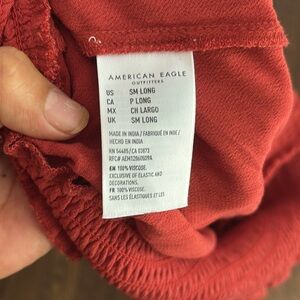 AMERICAN EAGLE
OUTFITTERS
US SM LONG
CA P LONG
MX CH LARGO
UK SM LONG
MADE IN INDIA / FABRIQUÉ EN INDE /
HECHO EN INDIA
RN 54485/CA 03873
EN 100% VISCOSE.
EXCLUSIVE OF ELASTIC AND
DECORATIONS.
FR 100% VISCOSE.
SANS LES ÉLASTIQUES ET LES